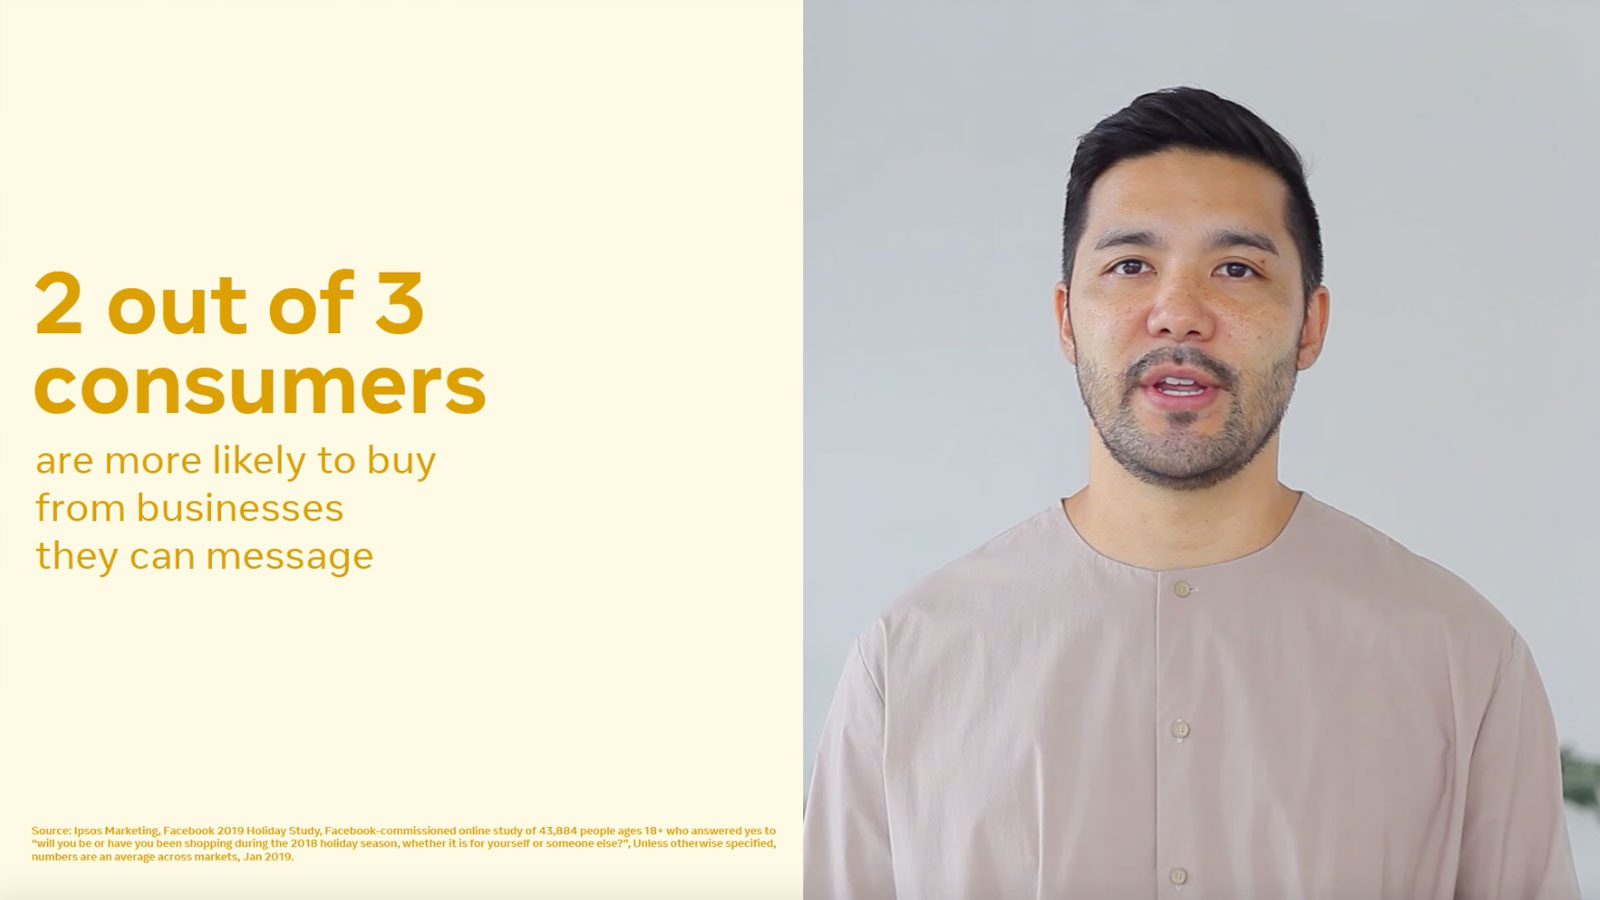 2 out of 3
consumers
are more likely to buy
from businesses
they can message
Source: Ipsos Marketing, Facebook 2019 Holiday Study, Facebook-commissioned online study of 43,884 people ages 18+ who answered yes to
"will you be or have you been shopping during the 2018 holiday season, whether it is for yourself or someone else?", Unless otherwise specified,
numbers are an average across markets, Jan 2019.